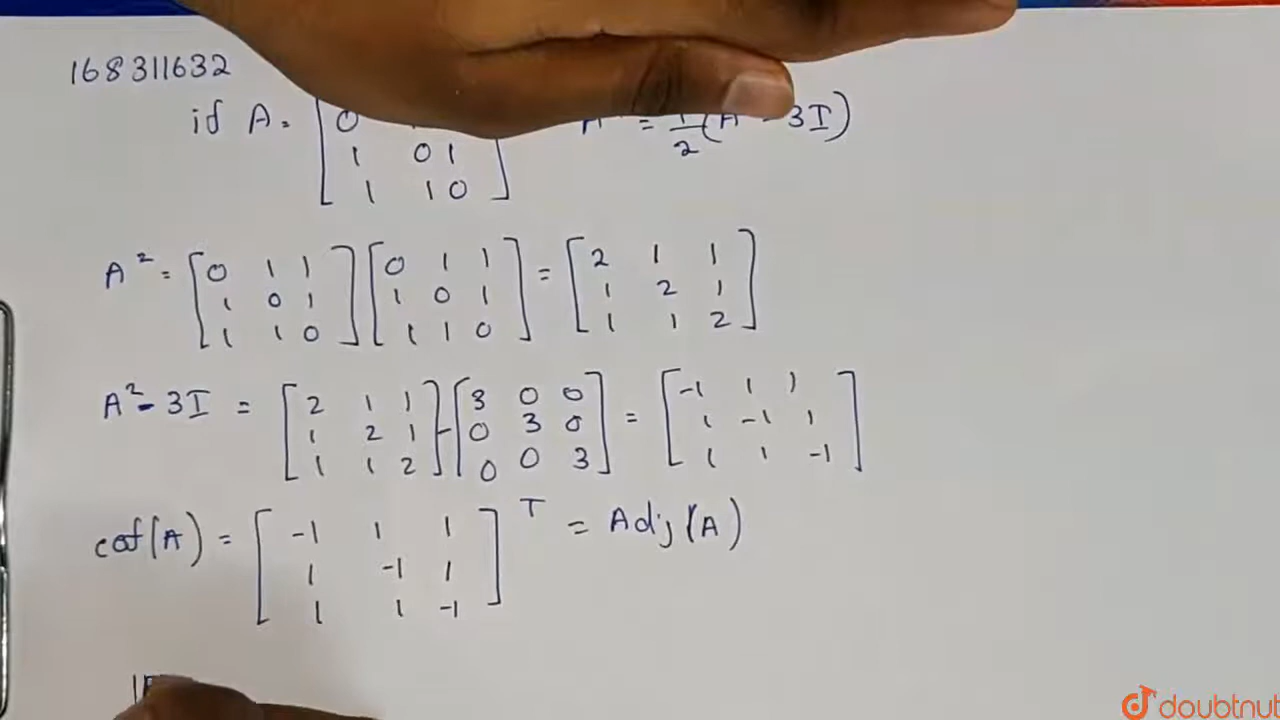 168311632
if A = [0
1 0 1
1 1 0] = 1/2 (A - 3I)
A² = [0 1 1] [0 1 1] = [2 1 1]
[1 0 1] [1 0 1] [1 2 1]
[1 1 0] [1 1 0] [1 1 2]
A² - 3I = [2 1 1] - [3 0 0] = [-1 1 1]
[1 2 1] [0 3 0] [1 -1 1]
[1 1 2] [0 0 3] [1 1 -1]
cof(A) = [-1 1 1]ᵀ = Adj(A)
[1 -1 1]
[1 1 -1]
doubtnut